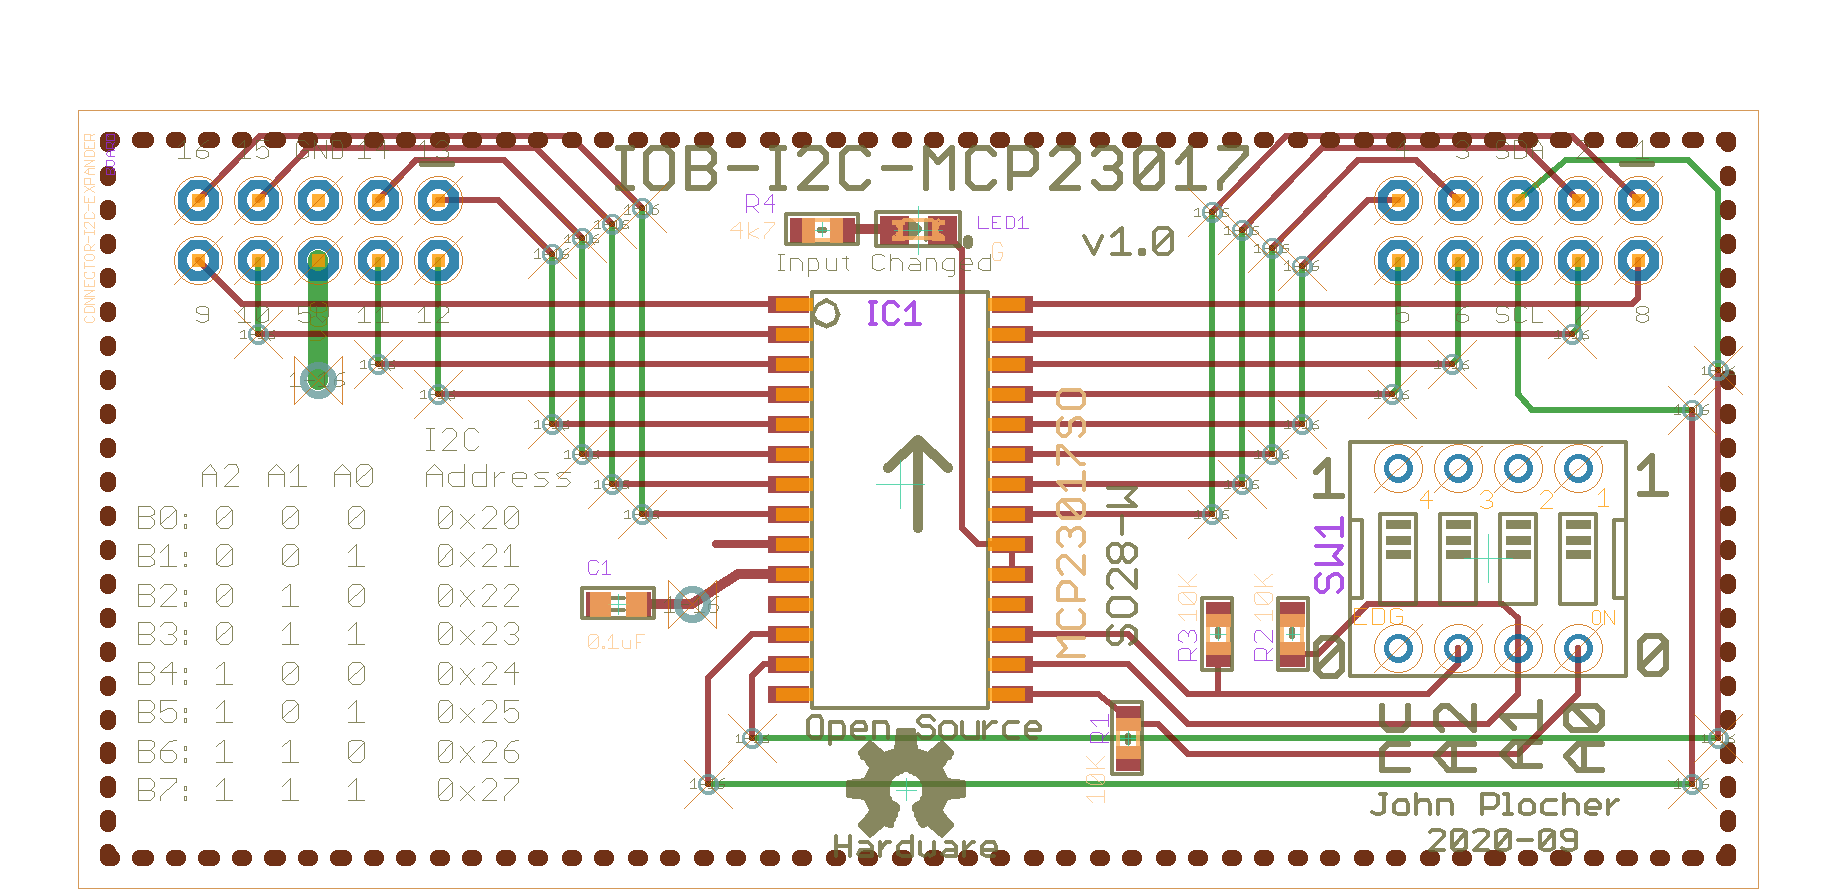 CONNECTOR-I2C-EXPANDER
BOARD
16 15 GND 14 13
1 3 SDA 2 1
IOB-I2C-MCP23017
R4
4k7
LED1
G
v1.0
Input Changed
9 10 5V 11 12
5 6 SCL 7 8
IC1
MCP23017SO
SO28-M
I2C
A2 A1 A0 Address
B0: 0 0 0 0x20
B1: 0 0 1 0x21
B2: 0 1 0 0x22
B3: 0 1 1 0x23
B4: 1 0 0 0x24
B5: 1 0 1 0x25
B6: 1 1 0 0x26
B7: 1 1 1 0x27
C1
0.1uF
1 1
4 3 2 1
SW1
EDG ON
0 0
R3
10K
R2
10K
R1
10K
NC A2 A1 A0
Open Source
Hardware
John Plocher
2020-09